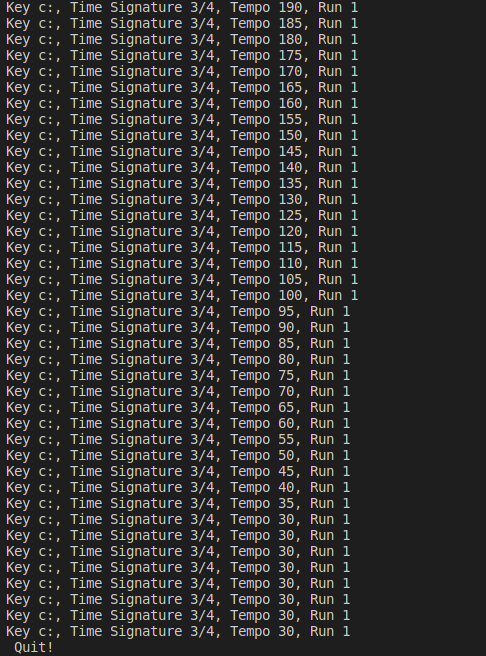 Key c:, Time Signature 3/4, Tempo 190, Run 1
Key c:, Time Signature 3/4, Tempo 185, Run 1
Key c:, Time Signature 3/4, Tempo 180, Run 1
Key c:, Time Signature 3/4, Tempo 175, Run 1
Key c:, Time Signature 3/4, Tempo 170, Run 1
Key c:, Time Signature 3/4, Tempo 165, Run 1
Key c:, Time Signature 3/4, Tempo 160, Run 1
Key c:, Time Signature 3/4, Tempo 155, Run 1
Key c:, Time Signature 3/4, Tempo 150, Run 1
Key c:, Time Signature 3/4, Tempo 145, Run 1
Key c:, Time Signature 3/4, Tempo 140, Run 1
Key c:, Time Signature 3/4, Tempo 135, Run 1
Key c:, Time Signature 3/4, Tempo 130, Run 1
Key c:, Time Signature 3/4, Tempo 125, Run 1
Key c:, Time Signature 3/4, Tempo 120, Run 1
Key c:, Time Signature 3/4, Tempo 115, Run 1
Key c:, Time Signature 3/4, Tempo 110, Run 1
Key c:, Time Signature 3/4, Tempo 105, Run 1
Key c:, Time Signature 3/4, Tempo 100, Run 1
Key c:, Time Signature 3/4, Tempo 95, Run 1
Key c:, Time Signature 3/4, Tempo 90, Run 1
Key c:, Time Signature 3/4, Tempo 85, Run 1
Key c:, Time Signature 3/4, Tempo 80, Run 1
Key c:, Time Signature 3/4, Tempo 75, Run 1
Key c:, Time Signature 3/4, Tempo 70, Run 1
Key c:, Time Signature 3/4, Tempo 65, Run 1
Key c:, Time Signature 3/4, Tempo 60, Run 1
Key c:, Time Signature 3/4, Tempo 55, Run 1
Key c:, Time Signature 3/4, Tempo 50, Run 1
Key c:, Time Signature 3/4, Tempo 45, Run 1
Key c:, Time Signature 3/4, Tempo 40, Run 1
Key c:, Time Signature 3/4, Tempo 35, Run 1
Key c:, Time Signature 3/4, Tempo 30, Run 1
Key c:, Time Signature 3/4, Tempo 30, Run 1
Key c:, Time Signature 3/4, Tempo 30, Run 1
Key c:, Time Signature 3/4, Tempo 30, Run 1
Key c:, Time Signature 3/4, Tempo 30, Run 1
Key c:, Time Signature 3/4, Tempo 30, Run 1
Key c:, Time Signature 3/4, Tempo 30, Run 1
Key c:, Time Signature 3/4, Tempo 30, Run 1
Quit!